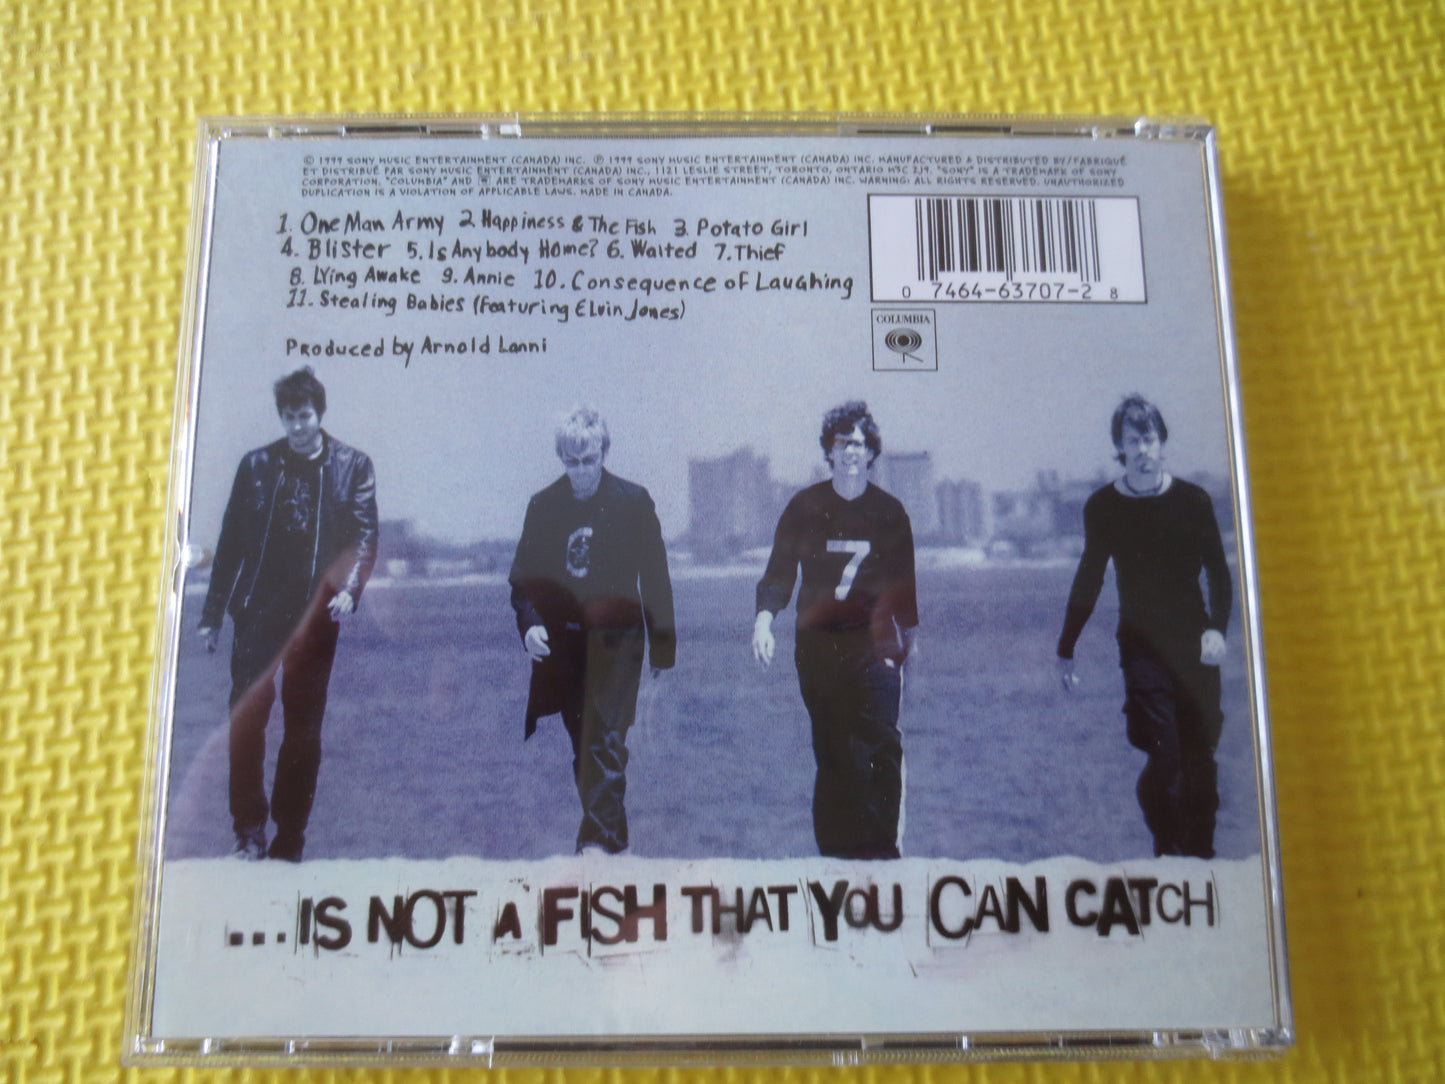 © 1999 SONY MUSIC ENTERTAINMENT (CANADA) INC. ℗ 1999 SONY MUSIC ENTERTAINMENT (CANADA) INC. MANUFACTURED & DISTRIBUTED BY/FABRIQUÉ
ET DISTRIBUÉ PAR SONY MUSIC ENTERTAINMENT (CANADA) INC., 1121 LESLIE STREET, TORONTO, ONTARIO M3C 2J9. "SONY" IS A TRADEMARK OF SONY
CORPORATION. "COLUMBIA" AND ARE TRADEMARKS OF SONY MUSIC ENTERTAINMENT (CANADA) INC. WARNING: ALL RIGHTS RESERVED. UNAUTHORIZED
DUPLICATION IS A VIOLATION OF APPLICABLE LAWS. MADE IN CANADA.
1. One Man Army 2. Happiness & The Fish 3. Potato Girl
4. Blister 5. Is Anybody Home? 6. Waited 7. Thief
8. Lying Awake 9. Annie 10. Consequence of Laughing
11. Stealing Babies (featuring Elvin Jones)
Produced by Arnold Lanni
0 7464-63707-2 8
COLUMBIA
7
...IS NOT A FISH THAT YOU CAN CATCH